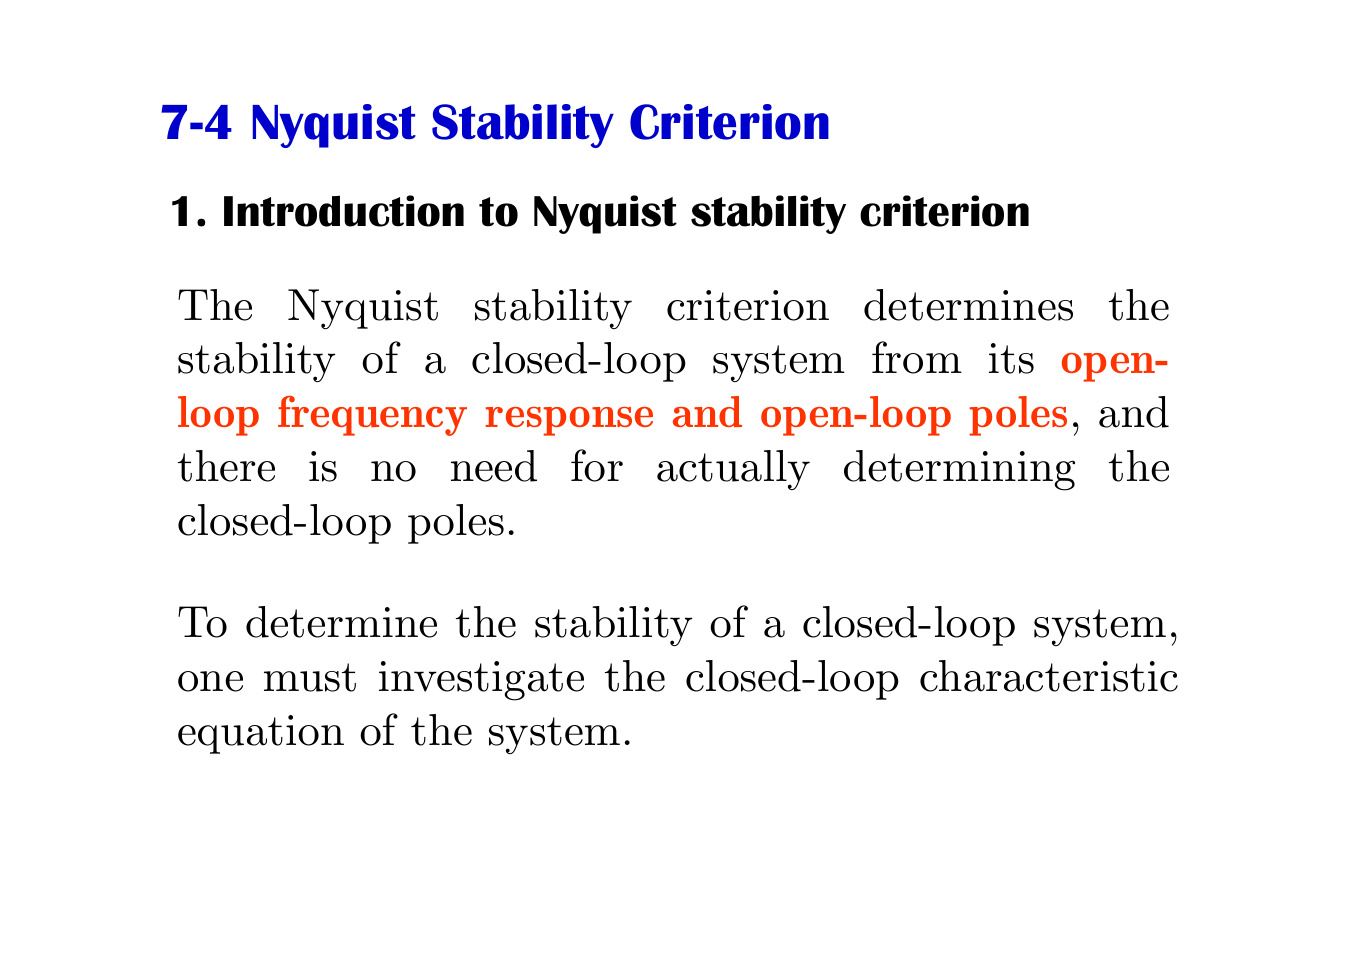 7-4 Nyquist Stability Criterion
1. Introduction to Nyquist stability criterion
The Nyquist stability criterion determines the
stability of a closed-loop system from its open-
loop frequency response and open-loop poles, and
there is no need for actually determining the
closed-loop poles.
To determine the stability of a closed-loop system,
one must investigate the closed-loop characteristic
equation of the system.